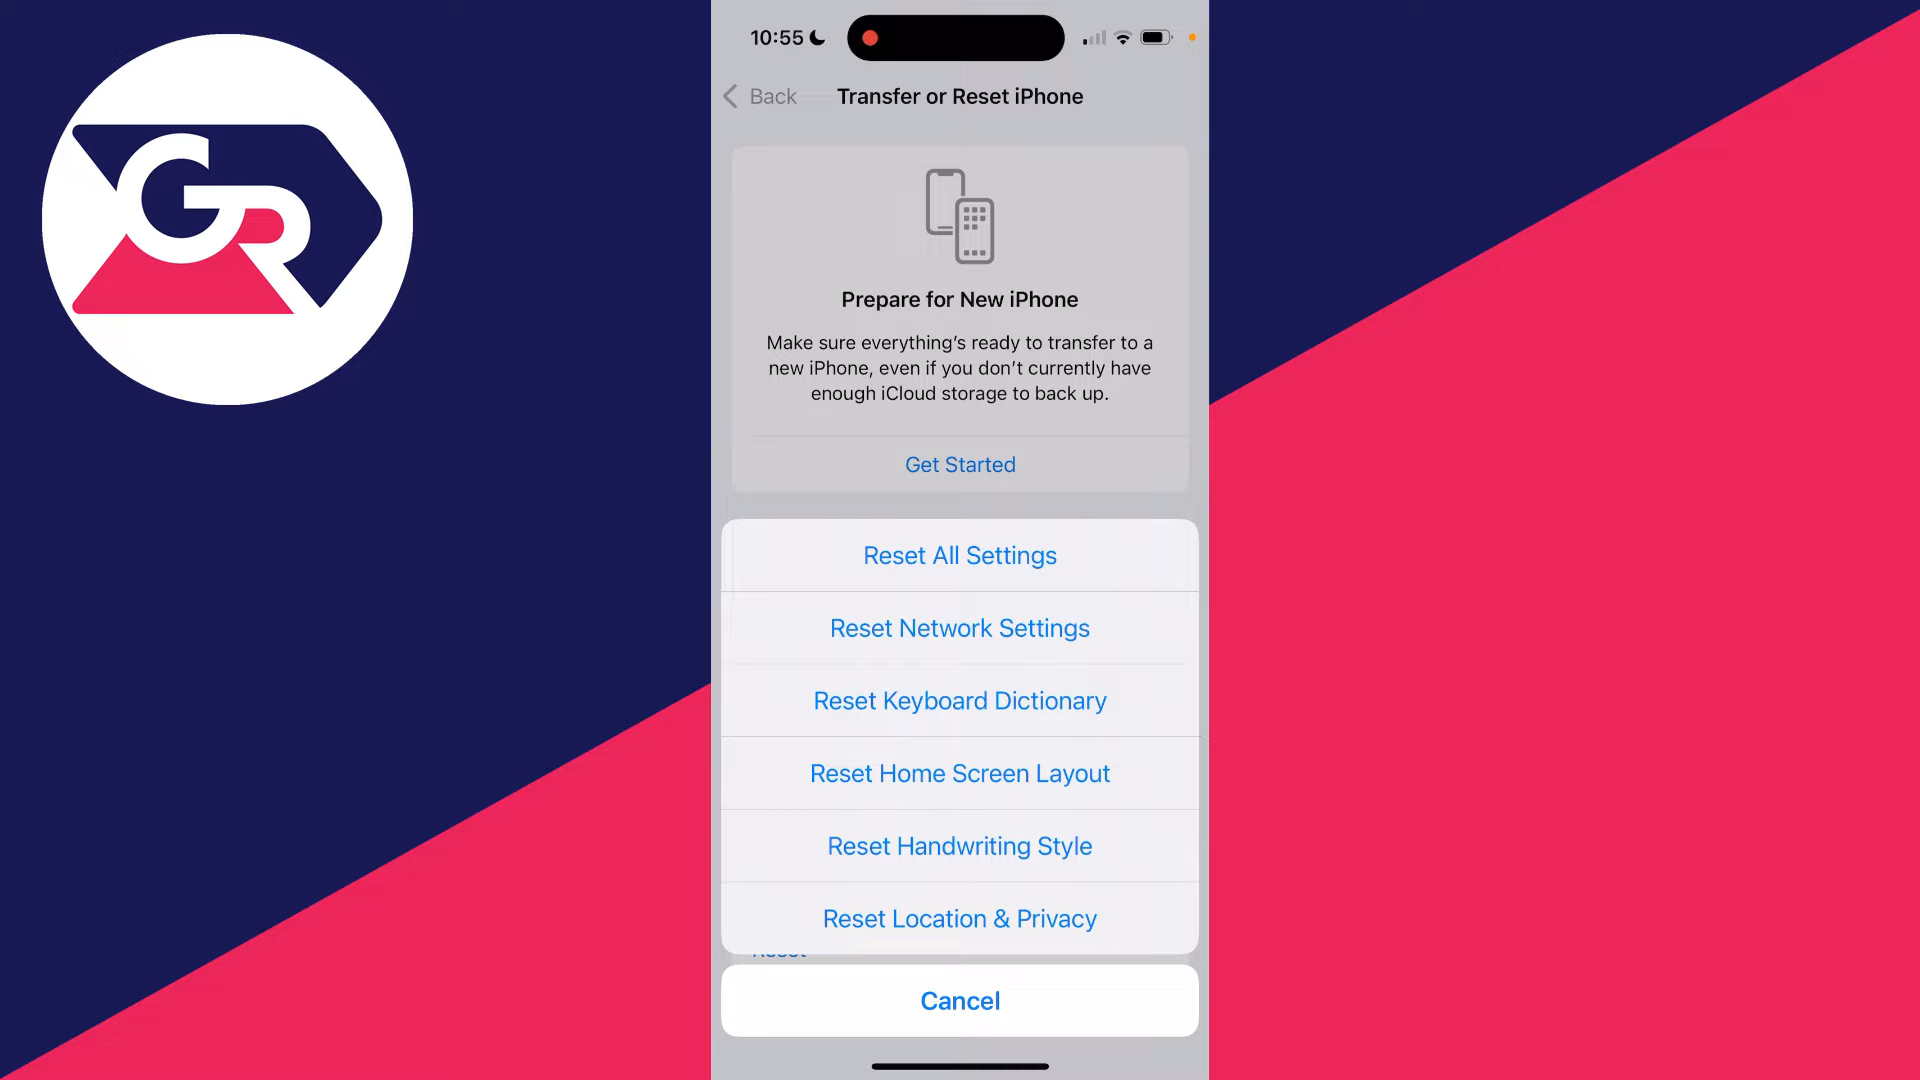 GR
10:55
Back
Transfer or Reset iPhone
Prepare for New iPhone
Make sure everything's ready to transfer to a
new iPhone, even if you don't currently have
enough iCloud storage to back up.
Get Started
Reset All Settings
Reset Network Settings
Reset Keyboard Dictionary
Reset Home Screen Layout
Reset Handwriting Style
Reset Location & Privacy
Reset
Cancel